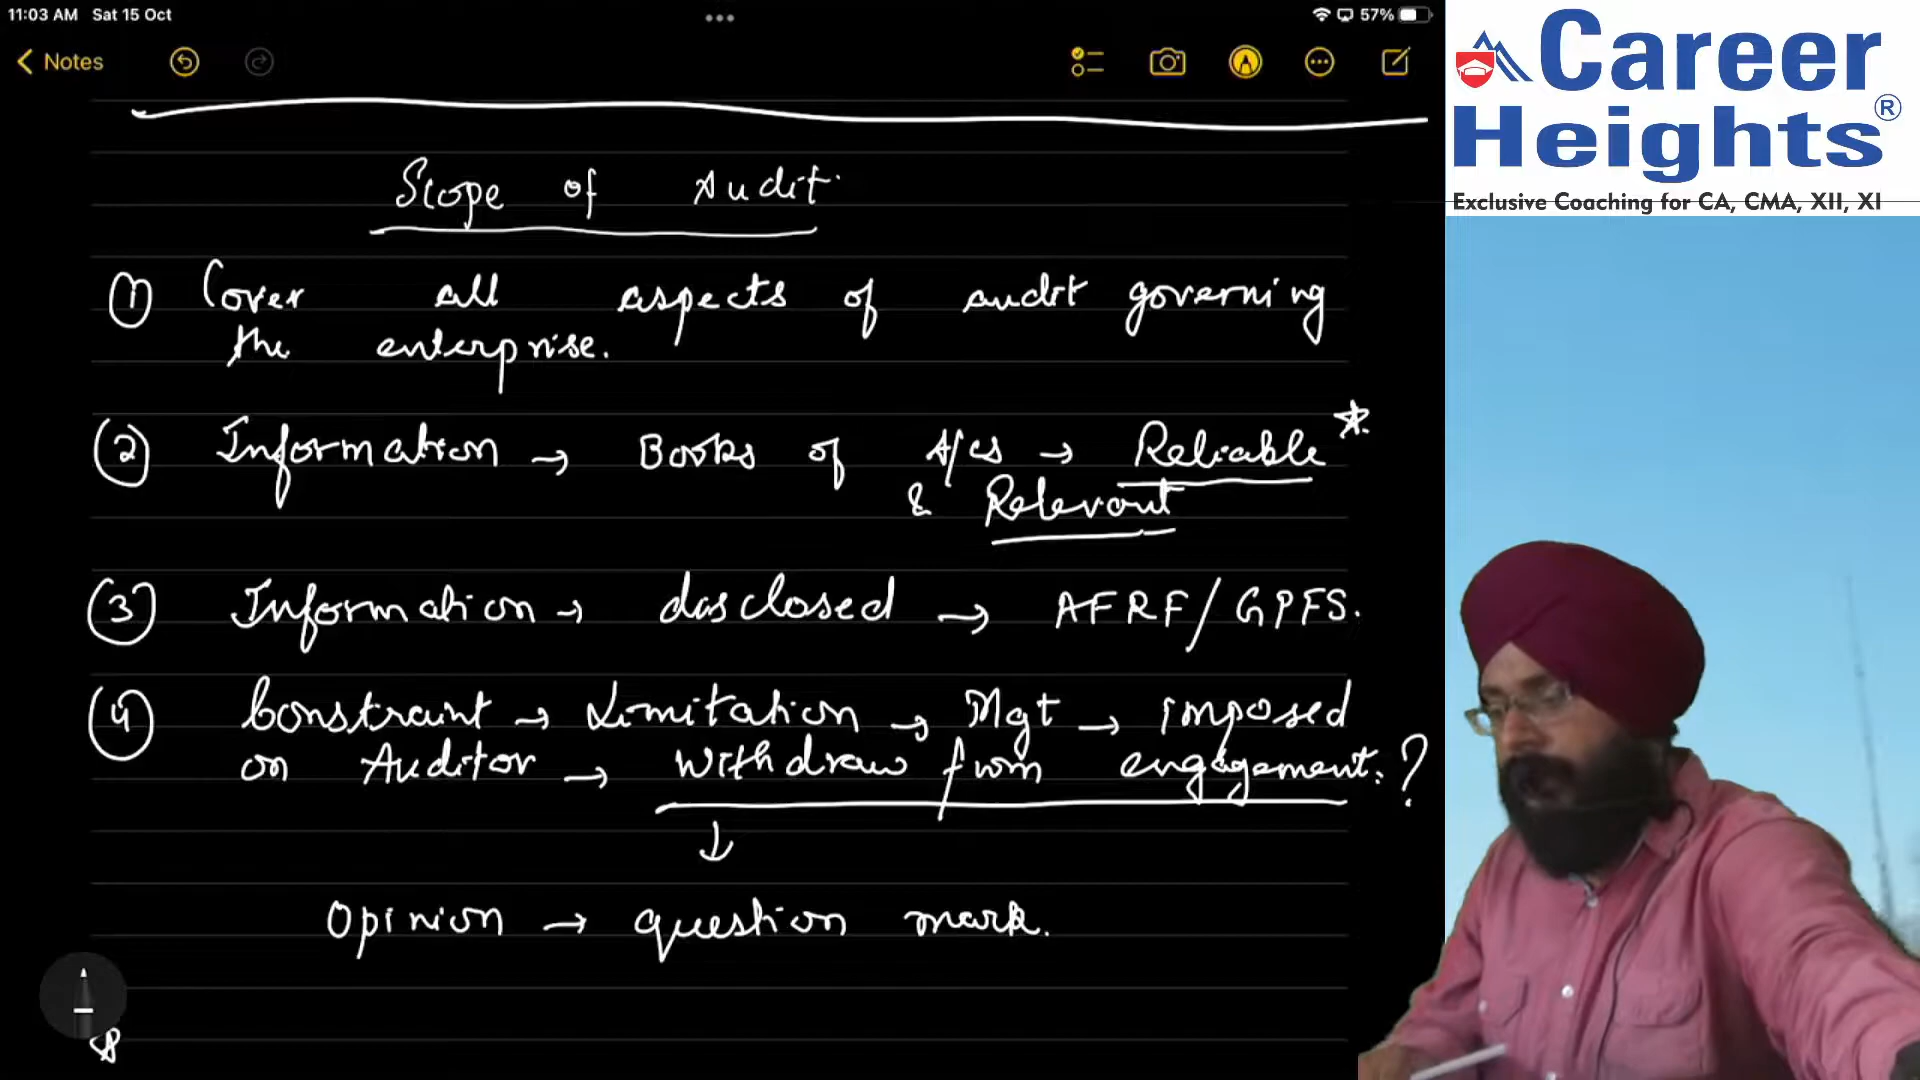 11:03 AM Sat 15 Oct
57%
Notes
Career
Heights®
Exclusive Coaching for CA, CMA, XII, XI
Scope of Audit.
① Cover all aspects of audit governing
the enterprise.
② Information → Books of A/cs → Reliable *
& Relevant
③ Information → disclosed → AFRF/GPFS.
④ Constraint → Limitation → Mgt → imposed
on Auditor → withdraw from engagement. ?
↓
Opinion → question mark.